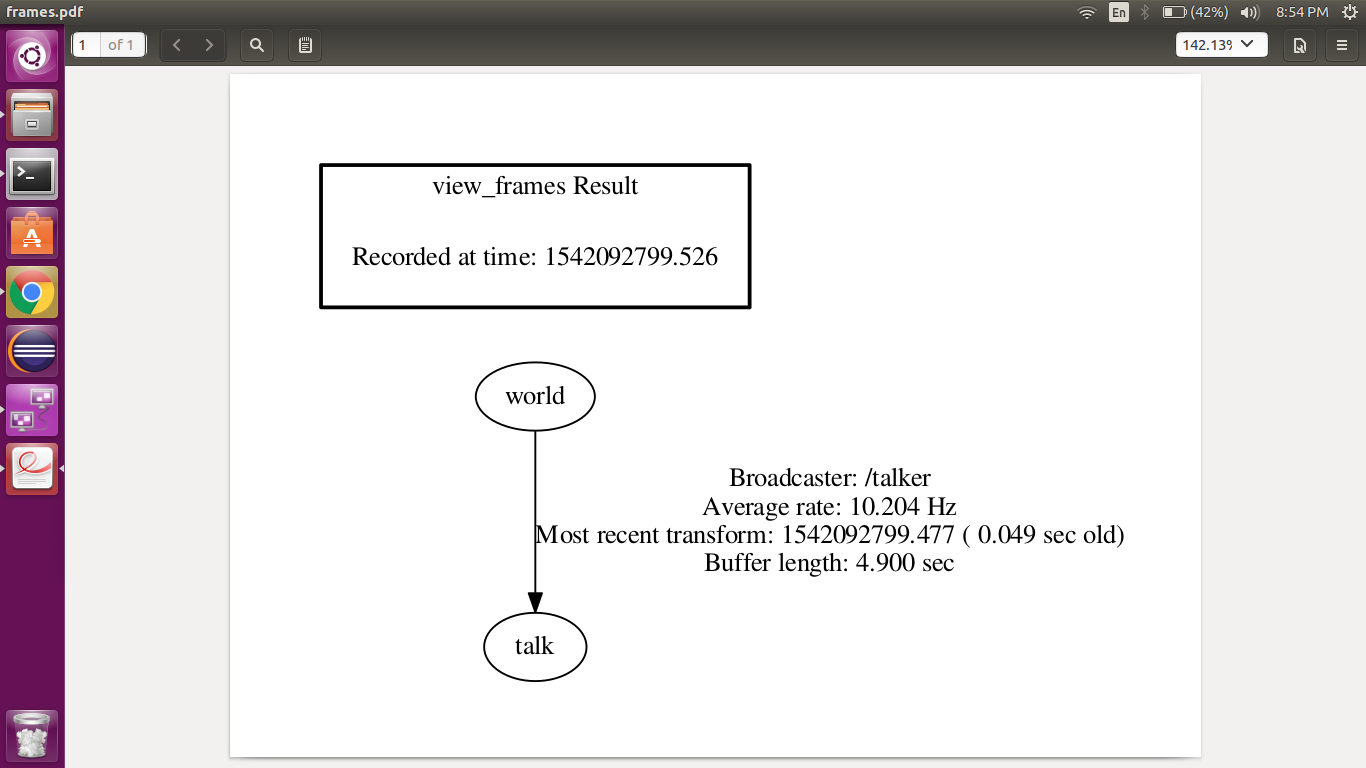 frames.pdf
En
(42%)
8:54 PM
1 of 1
142.13%
view_frames Result
Recorded at time: 1542092799.526
world
Broadcaster: /talker
Average rate: 10.204 Hz
Most recent transform: 1542092799.477 ( 0.049 sec old)
Buffer length: 4.900 sec
talk